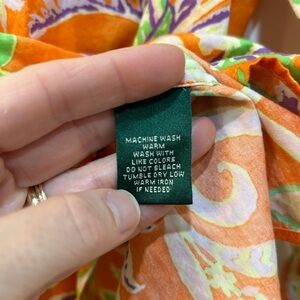 MACHINE WASH
WARM
WASH WITH
LIKE COLORS
DO NOT BLEACH
TUMBLE DRY LOW
WARM IRON
IF NEEDED